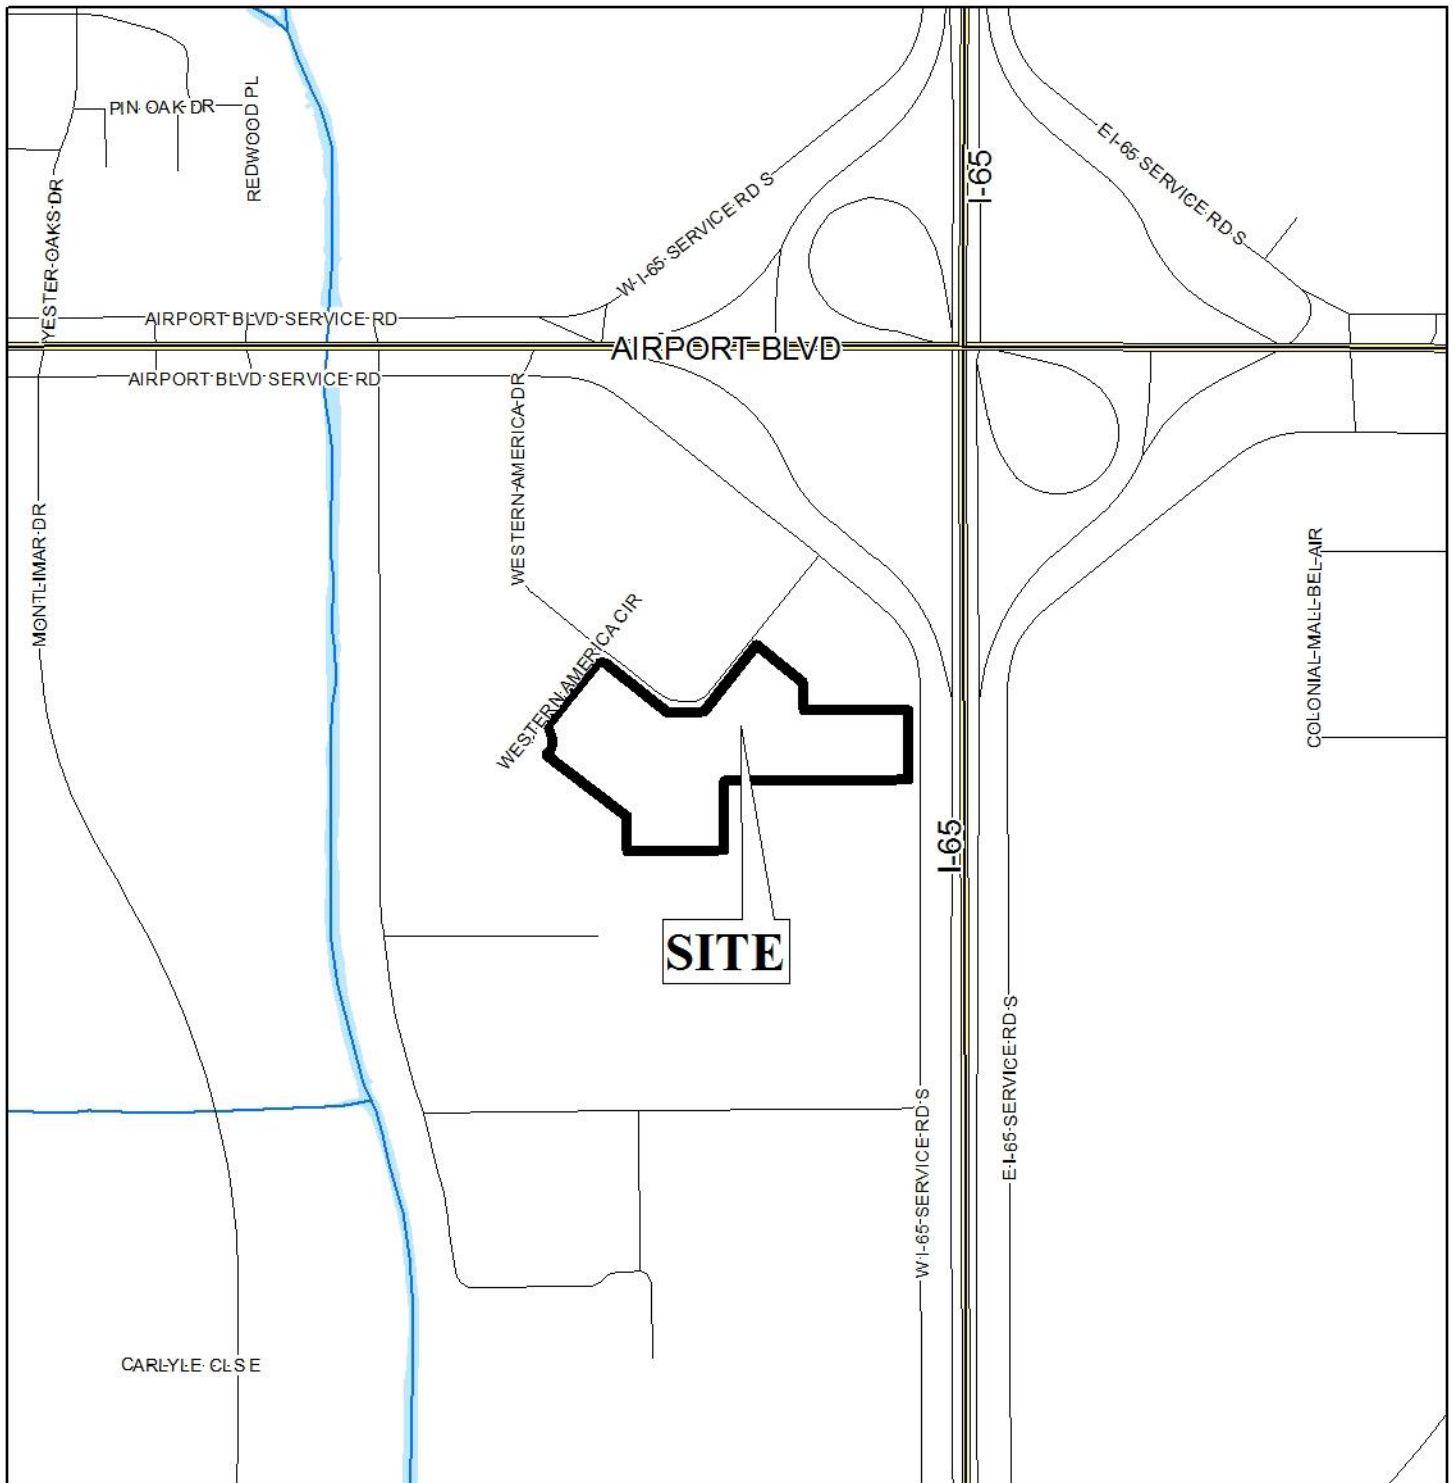 PIN OAK DR
REDWOOD PL
YESTER OAKS DR
W I-65 SERVICE RD S
I-65
E I-65 SERVICE RD S
AIRPORT BLVD SERVICE RD
AIRPORT BLVD
AIRPORT BLVD SERVICE RD
WESTERN AMERICA DR
MONTLIMAR DR
WESTERN AMERICA CIR
COLONIAL MALL BEL AIR
I-65
SITE
E I-65 SERVICE RD S
W I-65 SERVICE RD S
CARLYLE CLSE